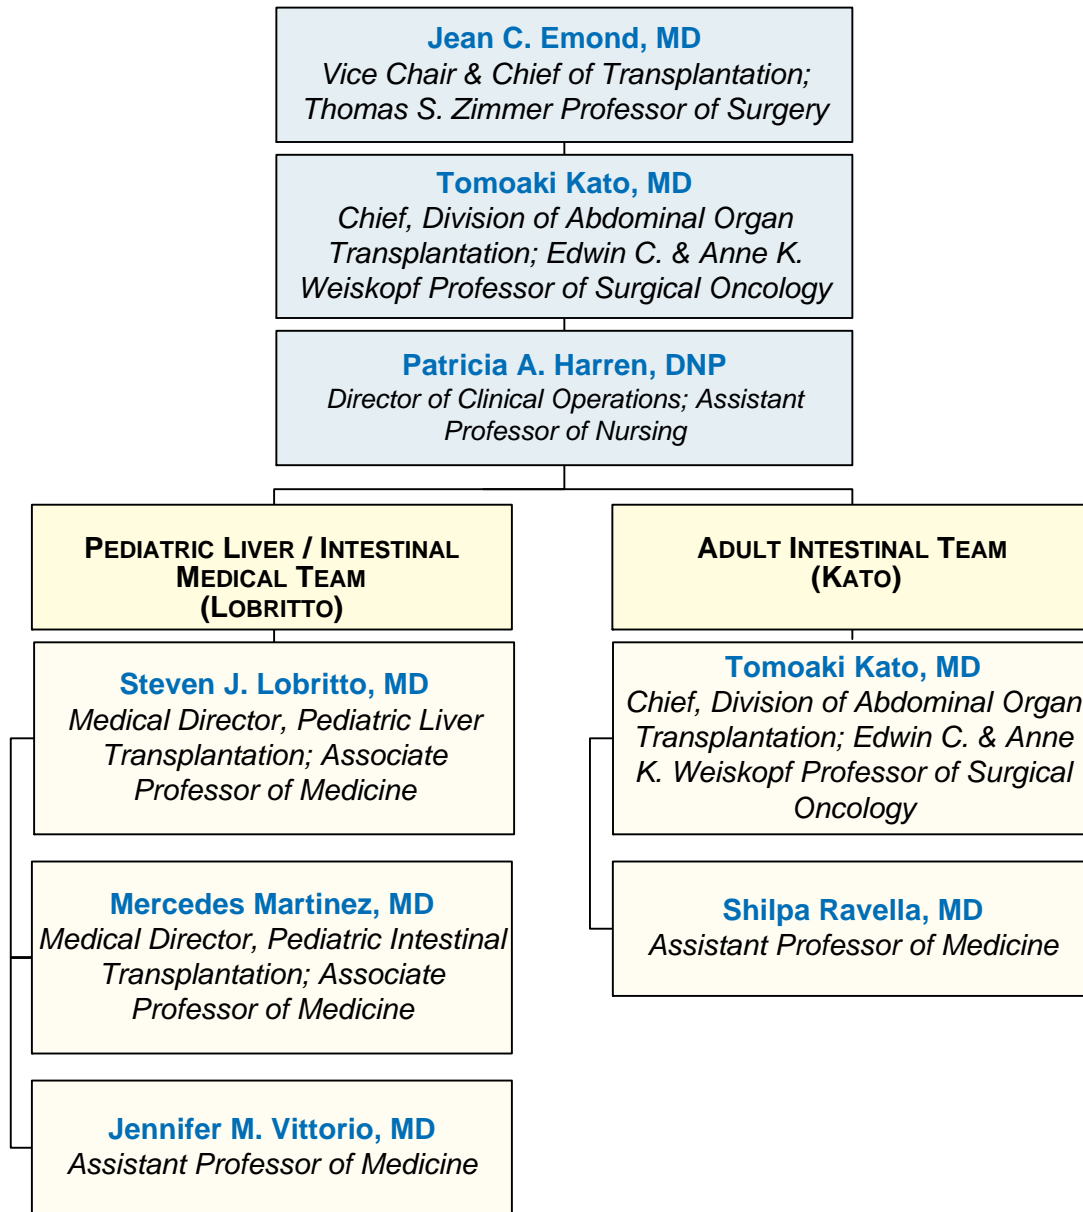 Jean C. Emond, MD
Vice Chair & Chief of Transplantation;
Thomas S. Zimmer Professor of Surgery
Tomoaki Kato, MD
Chief, Division of Abdominal Organ
Transplantation; Edwin C. & Anne K.
Weiskopf Professor of Surgical Oncology
Patricia A. Harren, DNP
Director of Clinical Operations; Assistant
Professor of Nursing
PEDIATRIC LIVER / INTESTINAL
MEDICAL TEAM
(LOBRITTO)
Steven J. Lobritto, MD
Medical Director, Pediatric Liver
Transplantation; Associate
Professor of Medicine
Mercedes Martinez, MD
Medical Director, Pediatric Intestinal
Transplantation; Associate
Professor of Medicine
Jennifer M. Vittorio, MD
Assistant Professor of Medicine
ADULT INTESTINAL TEAM
(KATO)
Tomoaki Kato, MD
Chief, Division of Abdominal Organ
Transplantation; Edwin C. & Anne
K. Weiskopf Professor of Surgical
Oncology
Shilpa Ravella, MD
Assistant Professor of Medicine